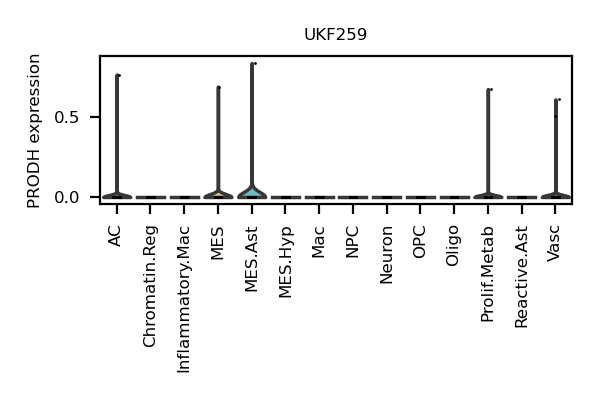 UKF259
PRODH expression
0.5
0.0
AC
Chromatin.Reg
Inflammatory.Mac
MES
MES.Ast
MES.Hyp
Mac
NPC
Neuron
OPC
Oligo
Prolif.Metab
Reactive.Ast
Vasc